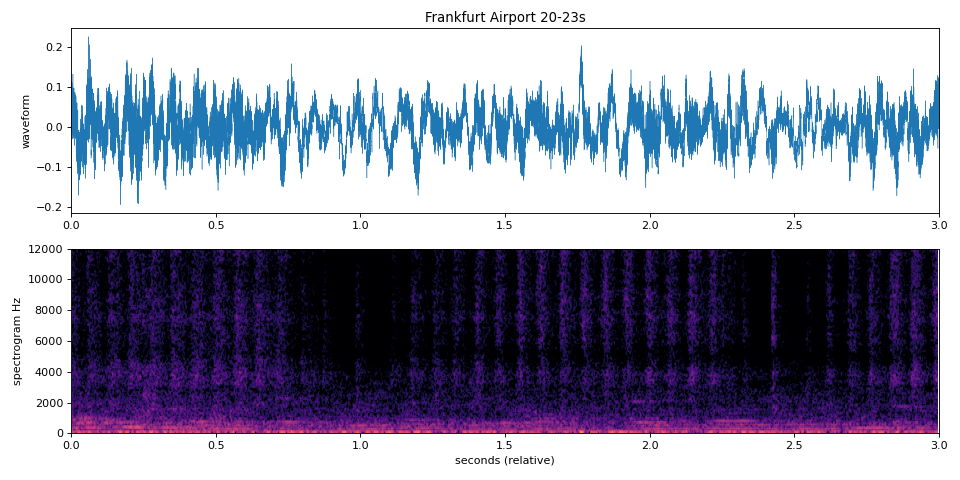 Frankfurt Airport 20-23s
waveform
0.2
0.1
0.0
−0.1
−0.2
0.0 0.5 1.0 1.5 2.0 2.5 3.0
spectrogram Hz
12000
10000
8000
6000
4000
2000
0
0.0 0.5 1.0 1.5 2.0 2.5 3.0
seconds (relative)